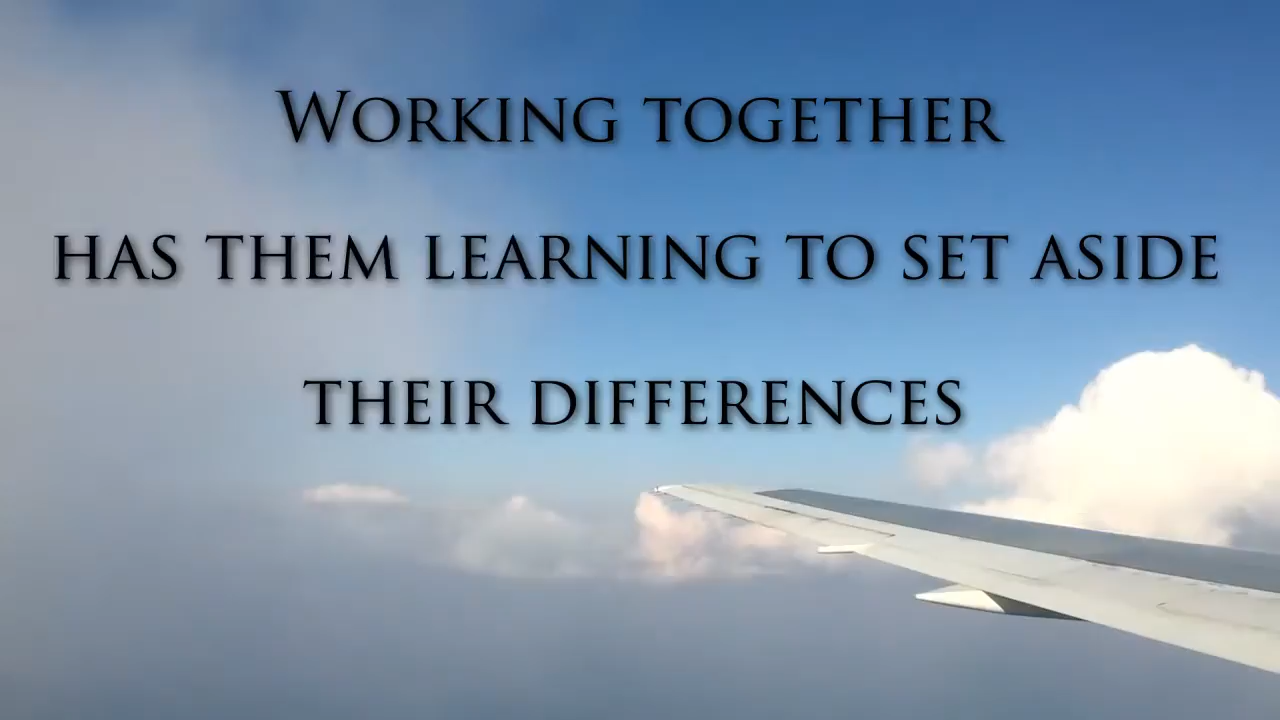 Working together
has them learning to set aside
their differences